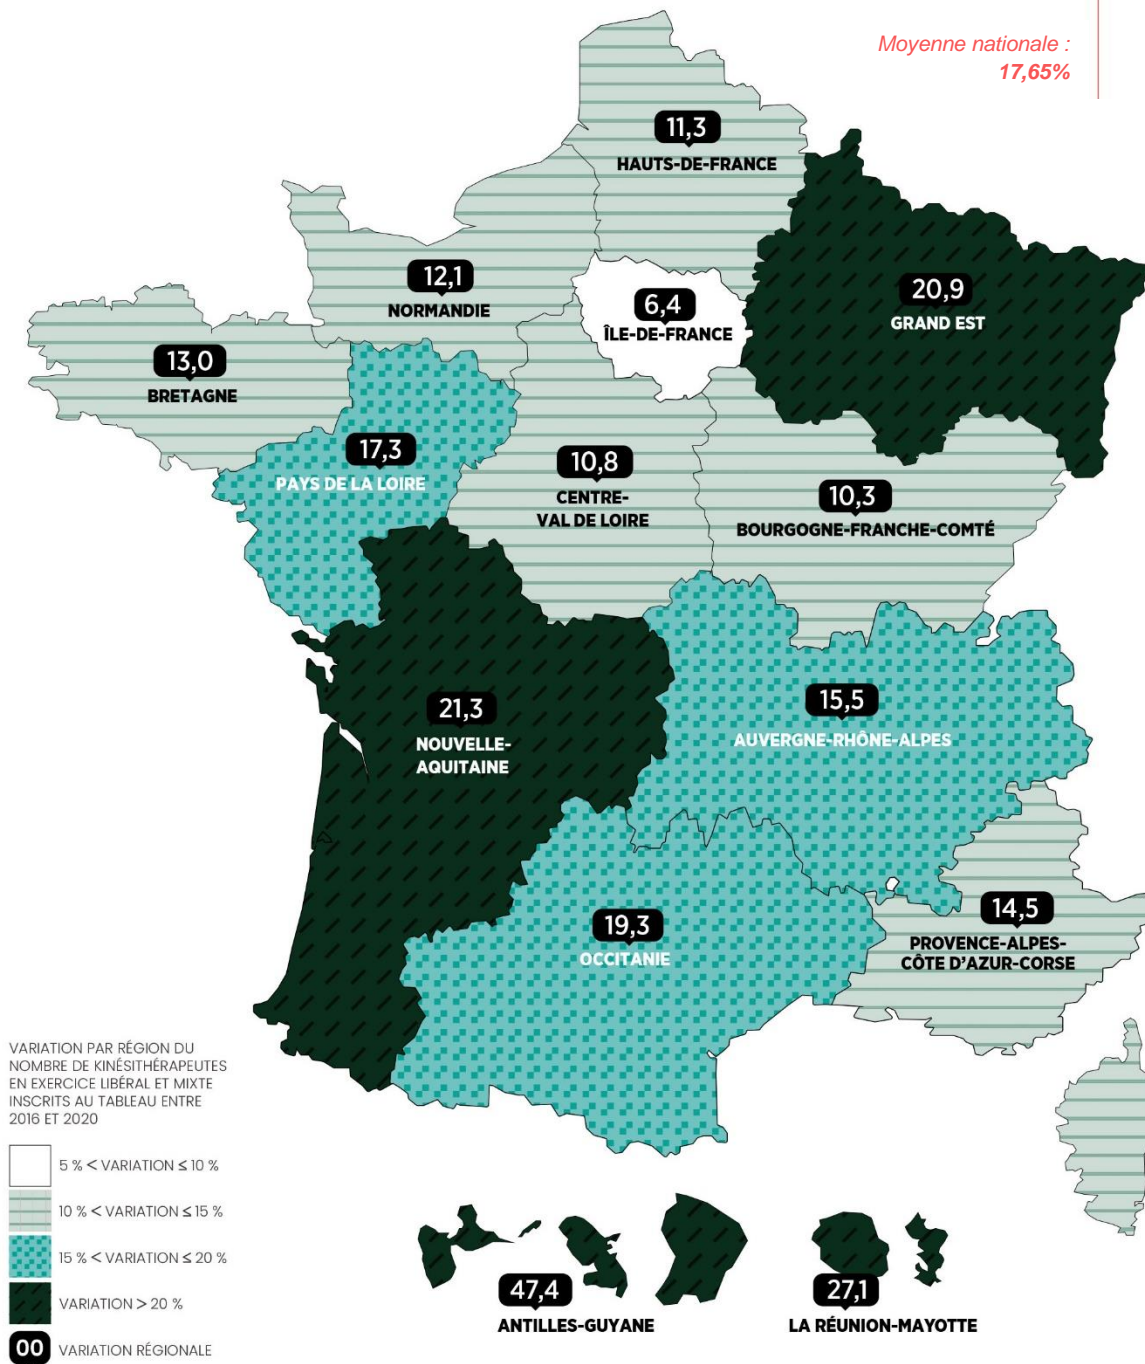 Moyenne nationale :
17,65%
11,3
HAUTS-DE-FRANCE
12,1
NORMANDIE
6,4
ÎLE-DE-FRANCE
20,9
GRAND EST
13,0
BRETAGNE
17,3
PAYS DE LA LOIRE
10,8
CENTRE-
VAL DE LOIRE
10,3
BOURGOGNE-FRANCHE-COMTÉ
21,3
NOUVELLE-
AQUITAINE
15,5
AUVERGNE-RHÔNE-ALPES
19,3
OCCITANIE
14,5
PROVENCE-ALPES-
CÔTE D'AZUR-CORSE
VARIATION PAR RÉGION DU
NOMBRE DE KINÉSITHÉRAPEUTES
EN EXERCICE LIBÉRAL ET MIXTE
INSCRITS AU TABLEAU ENTRE
2016 ET 2020
5 % < VARIATION ≤ 10 %
10 % < VARIATION ≤ 15 %
15 % < VARIATION ≤ 20 %
VARIATION > 20 %
00 VARIATION RÉGIONALE
47,4
ANTILLES-GUYANE
27,1
LA RÉUNION-MAYOTTE